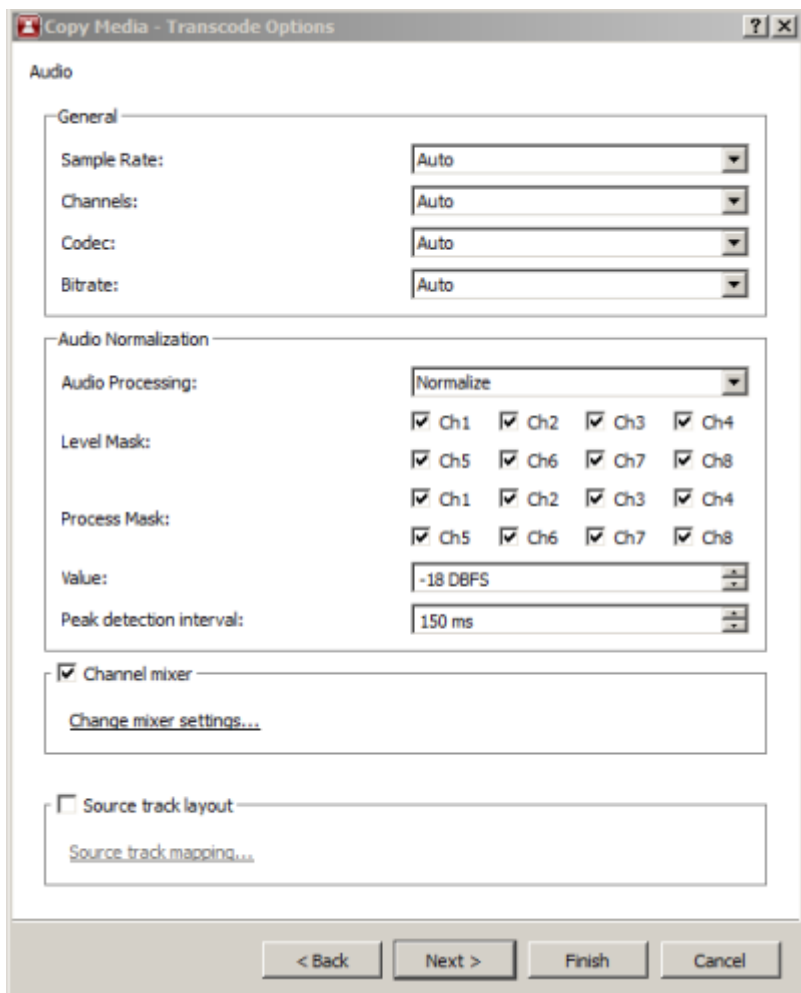 Copy Media - Transcode Options
Audio
General
Sample Rate: Auto
Channels: Auto
Codec: Auto
Bitrate: Auto
Audio Normalization
Audio Processing: Normalize
Level Mask:
Ch1 Ch2 Ch3 Ch4
Ch5 Ch6 Ch7 Ch8
Process Mask:
Ch1 Ch2 Ch3 Ch4
Ch5 Ch6 Ch7 Ch8
Value: -18 DBFS
Peak detection interval: 150 ms
Channel mixer
Change mixer settings...
Source track layout
Source track mapping...
< Back Next > Finish Cancel